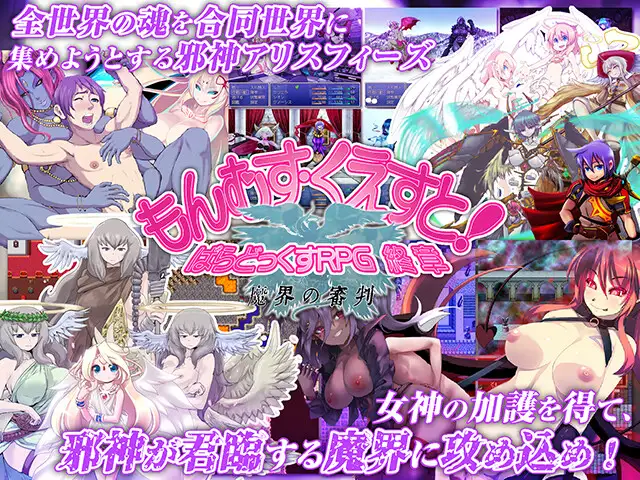 全世界の魂を合同世界に
集めようとする邪神アリスフィーズ
もんむす・くえすと!
ぱらどっくすRPG 終章
魔界の審判
女神の加護を得て、
邪神が君臨する魔界に攻め込め!